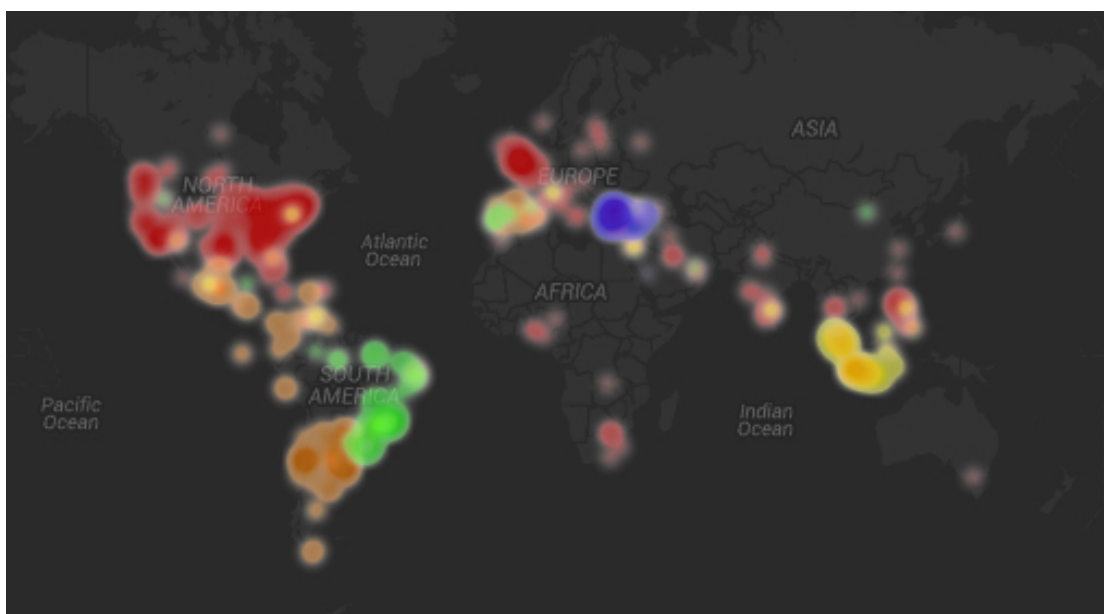 ASIA
NORTH
AMERICA
EUROPE
Atlantic
Ocean
AFRICA
SOUTH
AMERICA
Pacific
Ocean
Indian
Ocean